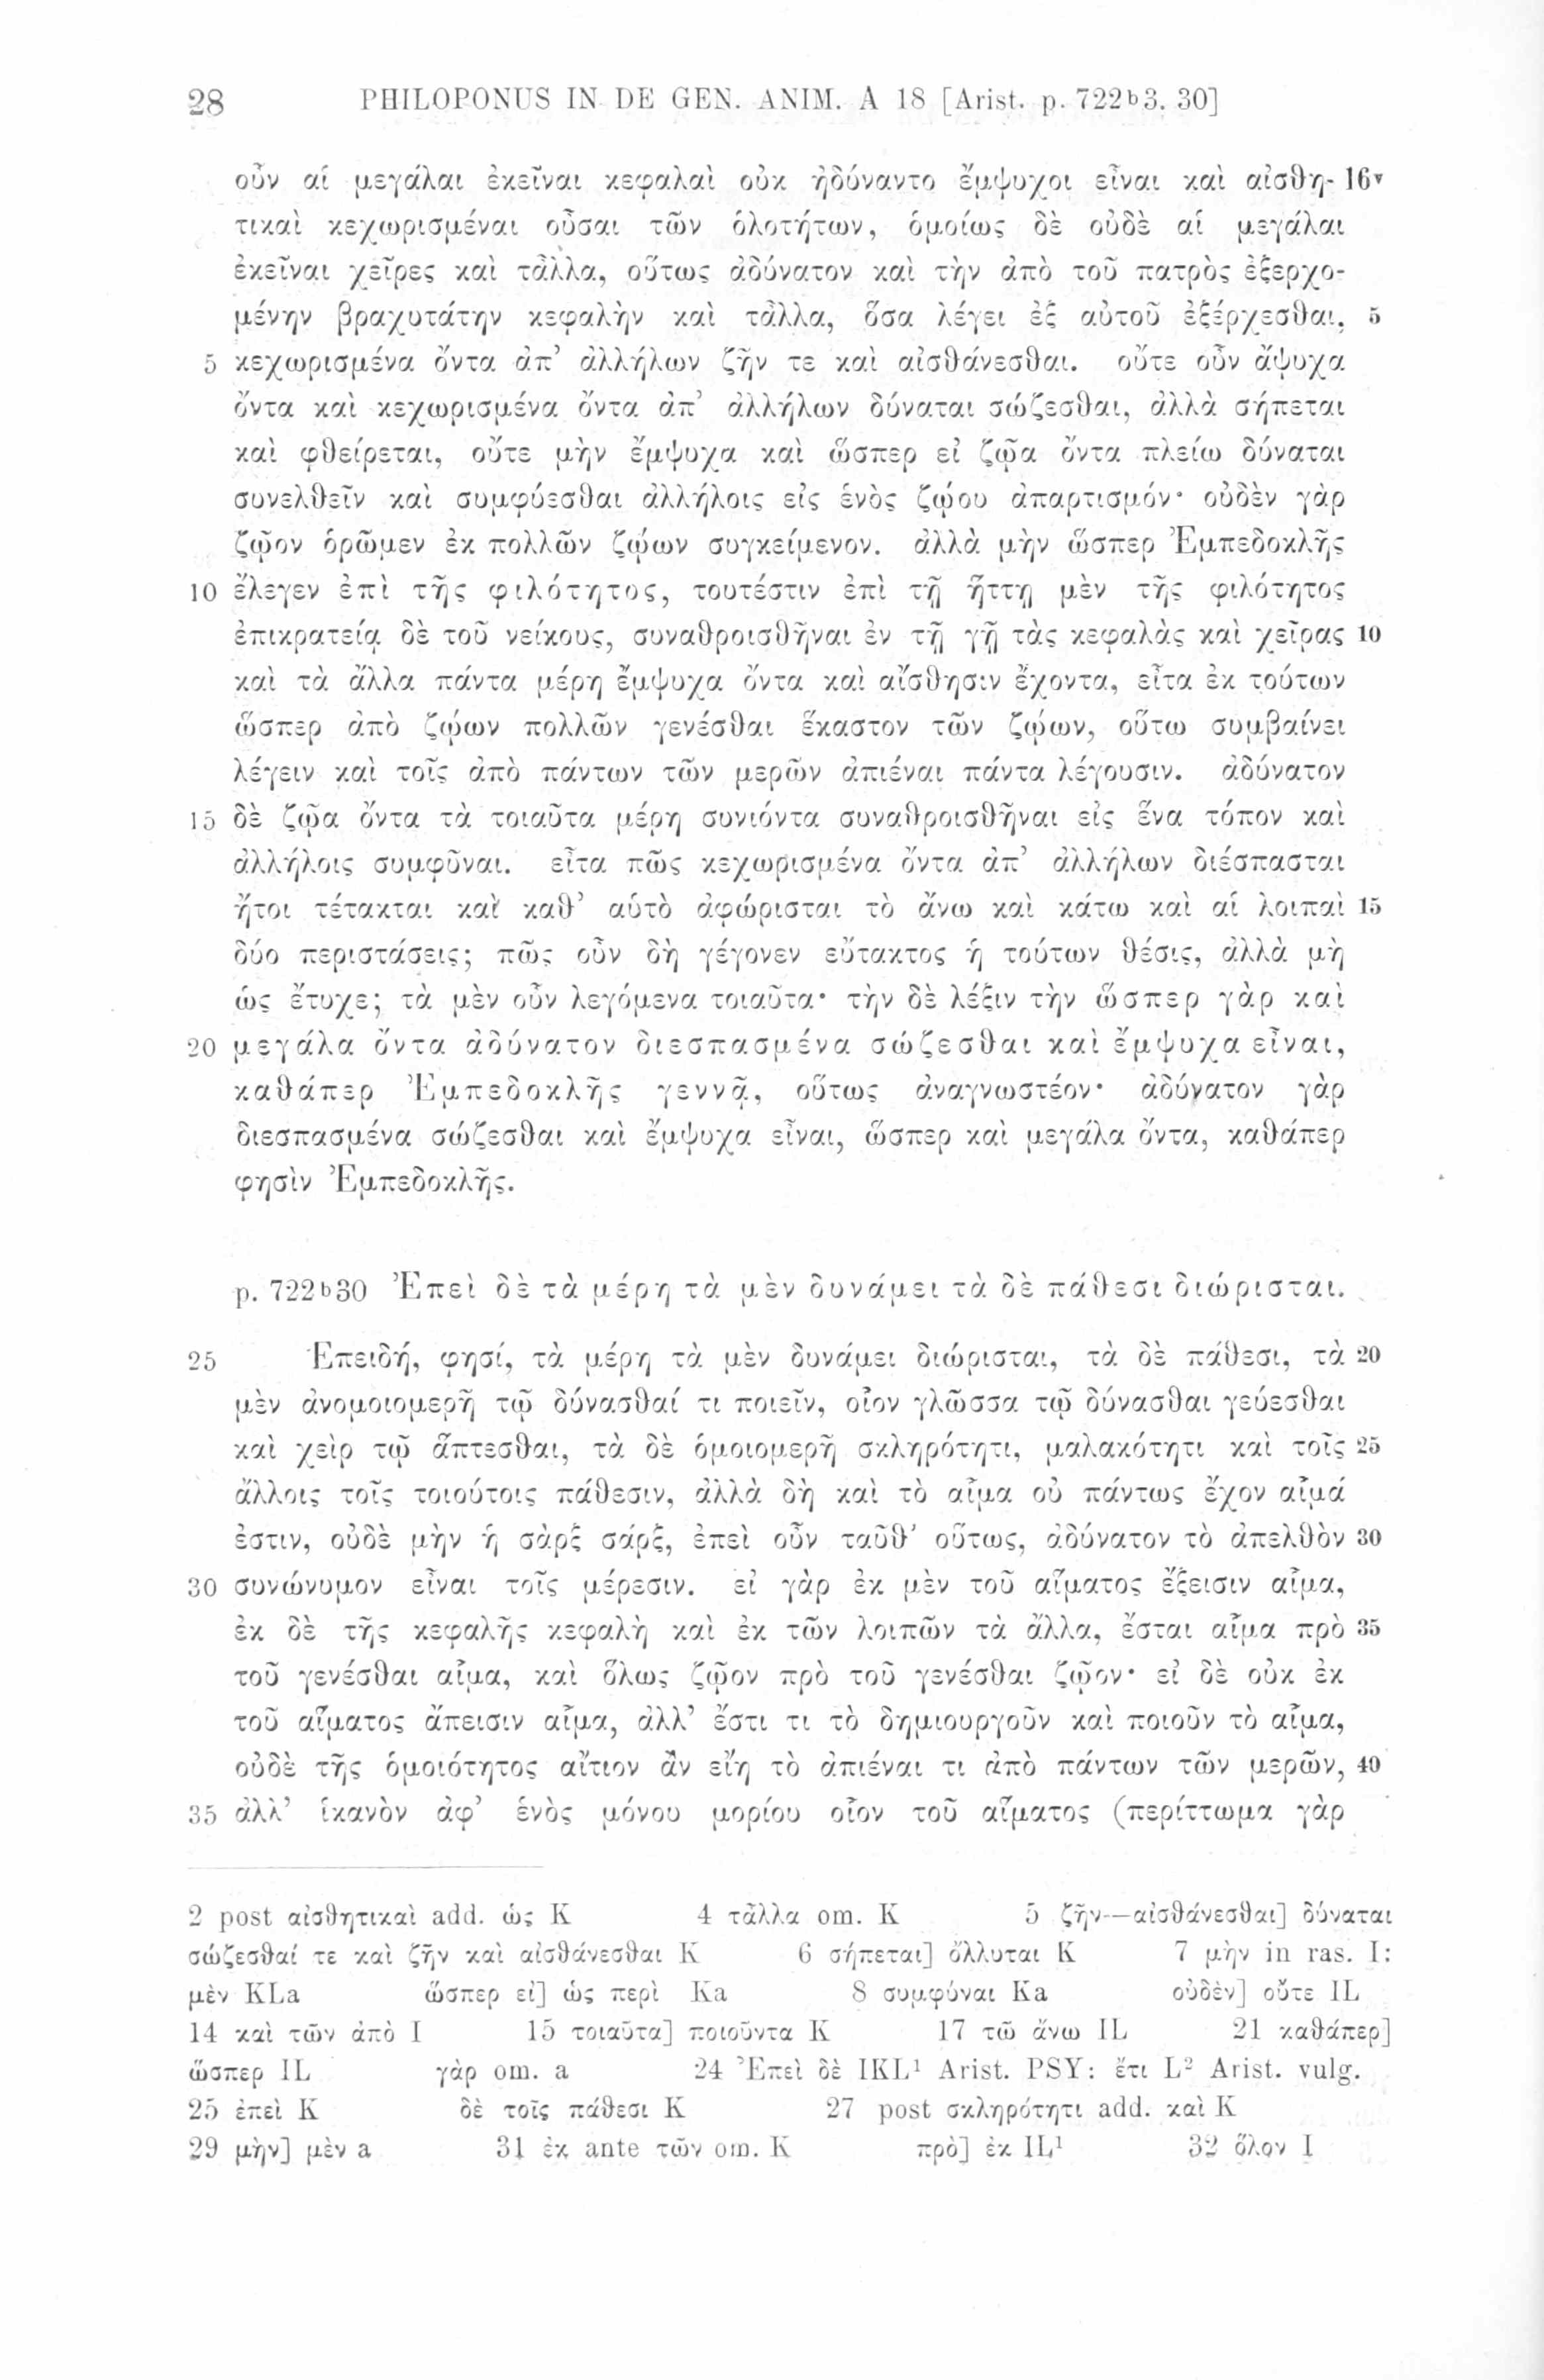 28 PHILOPONUS IN DE GEN. ANIM. A 18 [Arist. p. 722b3. 30]
οὖν αἱ μεγάλαι ἐκεῖναι κεφαλαὶ οὐκ ἠδύναντο ἔμψυχοι εἶναι καὶ αἰσθη- 16v
τικαὶ κεχωρισμέναι οὖσαι τῶν ὁλοτήτων, ὁμοίως δὲ οὐδὲ αἱ μεγάλαι
ἐκεῖναι χεῖρες καὶ τἆλλα, οὕτως ἀδύνατον καὶ τὴν ἀπὸ τοῦ πατρὸς ἐξερχο-
μένην βραχυτάτην κεφαλὴν καὶ τἆλλα, ὅσα λέγει ἐξ αὐτοῦ ἐξέρχεσθαι, 5
5 κεχωρισμένα ὄντα ἀπ’ ἀλλήλων ζῆν τε καὶ αἰσθάνεσθαι. οὔτε οὖν ἄψυχα
ὄντα καὶ κεχωρισμένα ὄντα ἀπ’ ἀλλήλων δύναται σώζεσθαι, ἀλλὰ σήπεται
καὶ φθείρεται, οὔτε μὴν ἔμψυχα καὶ ὥσπερ εἰ ζῷα ὄντα πλείω δύναται
συνελθεῖν καὶ συμφύεσθαι ἀλλήλοις εἰς ἑνὸς ζῴου ἀπαρτισμόν· οὐδὲν γὰρ
ζῷον ὁρῶμεν ἐκ πολλῶν ζῴων συγκείμενον. ἀλλὰ μὴν ὥσπερ Ἐμπεδοκλῆς
10 ἔλεγεν ἐπὶ τῆς φιλότητος, τουτέστιν ἐπὶ τῇ ἥττῃ μὲν τῆς φιλότητος
ἐπικρατείᾳ δὲ τοῦ νείκους, συναθροισθῆναι ἐν τῇ γῇ τὰς κεφαλὰς καὶ χεῖρας 10
καὶ τὰ ἄλλα πάντα μέρη ἔμψυχα ὄντα καὶ αἴσθησιν ἔχοντα, εἶτα ἐκ τούτων
ὥσπερ ἀπὸ ζῴων πολλῶν γενέσθαι ἕκαστον τῶν ζῴων, οὕτω συμβαίνει
λέγειν καὶ τοῖς ἀπὸ πάντων τῶν μερῶν ἀπιέναι πάντα λέγουσιν. ἀδύνατον
15 δὲ ζῷα ὄντα τὰ τοιαῦτα μέρη συνιόντα συναθροισθῆναι εἰς ἕνα τόπον καὶ
ἀλλήλοις συμφῦναι. εἶτα πῶς κεχωρισμένα ὄντα ἀπ’ ἀλλήλων διέσπασται
ἤτοι τέτακται καὶ καθ’ αὑτὸ ἀφώρισται τὸ ἄνω καὶ κάτω καὶ αἱ λοιπαὶ 15
δύο περιστάσεις; πῶς οὖν δὴ γέγονεν εὔτακτος ἡ τούτων θέσις, ἀλλὰ μὴ
ὡς ἔτυχε; τὰ μὲν οὖν λεγόμενα τοιαῦτα· τὴν δὲ λέξιν τὴν ὥσπερ γὰρ καὶ
20 μεγάλα ὄντα ἀδύνατον διεσπασμένα σώζεσθαι καὶ ἔμψυχα εἶναι,
καθάπερ Ἐμπεδοκλῆς γεννᾷ, οὕτως ἀναγνωστέον· ἀδύνατον γὰρ
διεσπασμένα σώζεσθαι καὶ ἔμψυχα εἶναι, ὥσπερ καὶ μεγάλα ὄντα, καθάπερ
φησὶν Ἐμπεδοκλῆς.
p. 722b30 Ἐπεὶ δὲ τὰ μέρη τὰ μὲν δυνάμει τὰ δὲ πάθεσι διώρισται.
25 Ἐπειδή, φησί, τὰ μέρη τὰ μὲν δυνάμει διώρισται, τὰ δὲ πάθεσι, τὰ 20
μὲν ἀνομοιομερῆ τῷ δύνασθαί τι ποιεῖν, οἷον γλῶσσα τῷ δύνασθαι γεύεσθαι
καὶ χεὶρ τῷ ἅπτεσθαι, τὰ δὲ ὁμοιομερῆ σκληρότητι, μαλακότητι καὶ τοῖς 25
ἄλλοις τοῖς τοιούτοις πάθεσιν, ἀλλὰ δὴ καὶ τὸ αἷμα οὐ πάντως ἔχον αἷμά
ἐστιν, οὐδὲ μὴν ἡ σὰρξ σάρξ, ἐπεὶ οὖν ταῦθ’ οὕτως, ἀδύνατον τὸ ἀπελθὸν 30
30 συνώνυμον εἶναι τοῖς μέρεσιν. εἰ γὰρ ἐκ μὲν τοῦ αἵματος ἔξεισιν αἷμα,
ἐκ δὲ τῆς κεφαλῆς κεφαλὴ καὶ ἐκ τῶν λοιπῶν τὰ ἄλλα, ἔσται αἷμα πρὸ 35
τοῦ γενέσθαι αἷμα, καὶ ὅλως ζῷον πρὸ τοῦ γενέσθαι ζῷον· εἰ δὲ οὐκ ἐκ
τοῦ αἵματος ἄπεισιν αἷμα, ἀλλ’ ἔστι τι τὸ δημιουργοῦν καὶ ποιοῦν τὸ αἷμα,
οὐδὲ τῆς ὁμοιότητος αἴτιον ἂν εἴη τὸ ἀπιέναι τι ἀπὸ πάντων τῶν μερῶν, 40
35 ἀλλ’ ἱκανὸν ἀφ’ ἑνὸς μόνου μορίου οἷον τοῦ αἵματος (περίττωμα γὰρ
2 post αἰσθητικαὶ add. ὡς K 4 τἆλλα om. K 5 ζῆν—αἰσθάνεσθαι] δύναται
σώζεσθαί τε καὶ ζῆν καὶ αἰσθάνεσθαι K 6 σήπεται] ὄλλυται K 7 μὴν in ras. I:
μὲν KLa ὥσπερ εἰ] ὡς περὶ Ka 8 συμφύναι Ka οὐδὲν] οὔτε IL
14 καὶ τῶν ἀπὸ I 15 τοιαῦτα] ποιοῦντα K 17 τῶ ἄνω IL 21 καθάπερ]
ὥσπερ IL γὰρ om. a 24 Ἐπεὶ δὲ IKL¹ Arist. PSY: ἔτι L² Arist. vulg.
25 ἐπεὶ K δὲ τοῖς πάθεσι K 27 post σκληρότητι add. καὶ K
29 μὴν] μὲν a 31 ἐκ ante τῶν om. K πρὸ] ἐκ IL¹ 32 ὅλον I